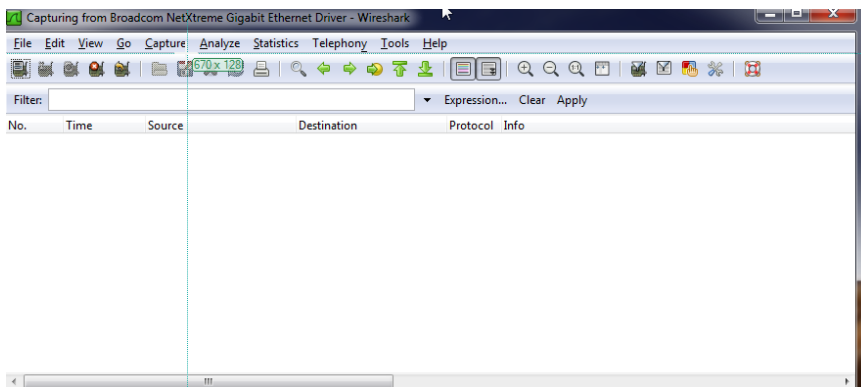 Capturing from Broadcom NetXtreme Gigabit Ethernet Driver - Wireshark
File Edit View Go Capture Analyze Statistics Telephony Tools Help
670 x 128
Filter: Expression... Clear Apply
No. Time Source Destination Protocol Info